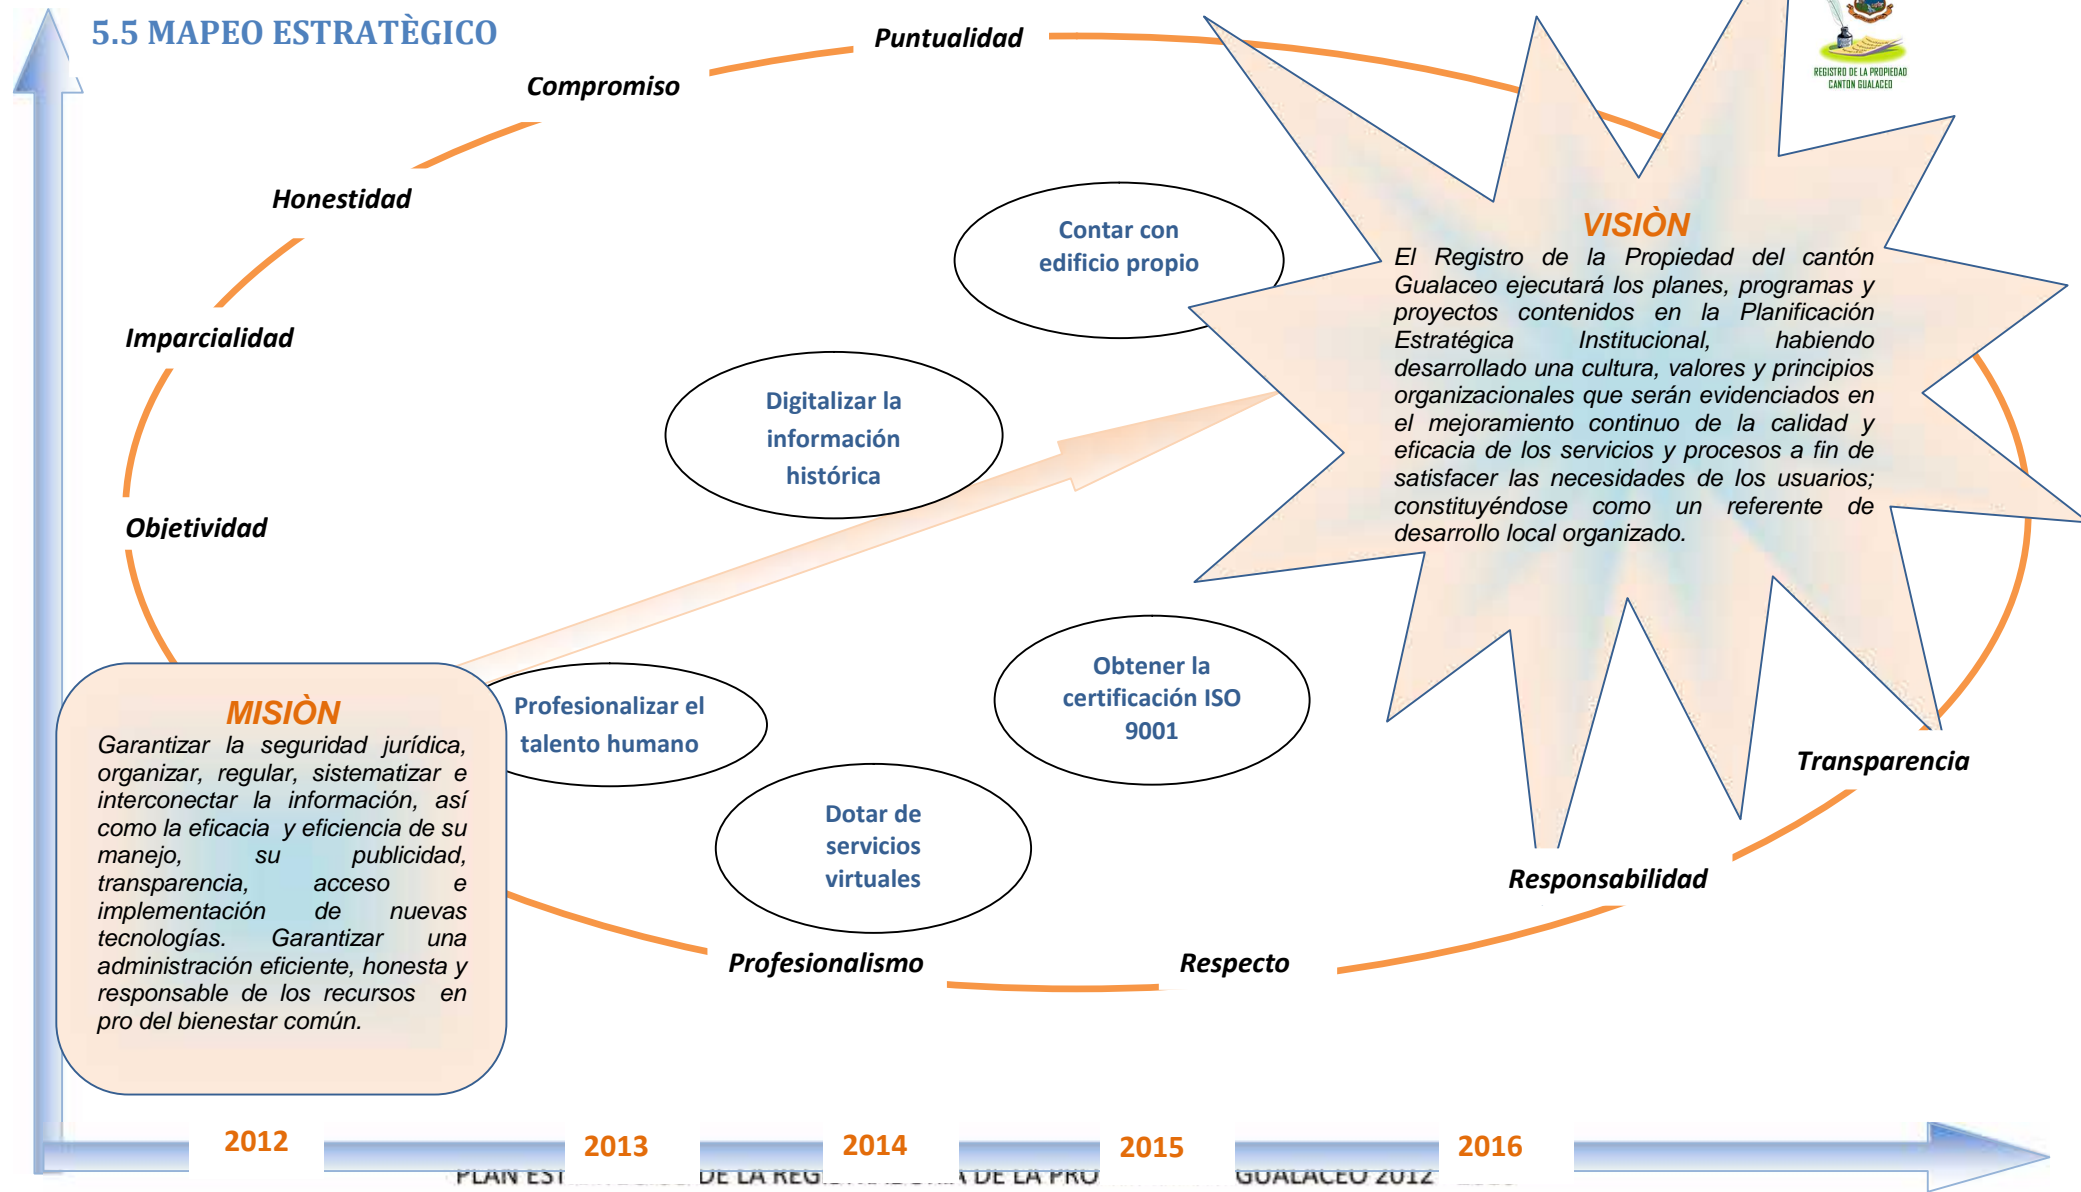 5.5 MAPEO ESTRATÈGICO
REGISTRO DE LA PROPIEDAD
CANTON GUALACEO
Puntualidad
Compromiso
Honestidad
Imparcialidad
Objetividad
Contar con
edificio propio
Digitalizar la
información
histórica
VISIÒN
El Registro de la Propiedad del cantón
Gualaceo ejecutará los planes, programas y
proyectos contenidos en la Planificación
Estratégica Institucional, habiendo
desarrollado una cultura, valores y principios
organizacionales que serán evidenciados en
el mejoramiento continuo de la calidad y
eficacia de los servicios y procesos a fin de
satisfacer las necesidades de los usuarios;
constituyéndose como un referente de
desarrollo local organizado.
MISIÒN
Garantizar la seguridad jurídica,
organizar, regular, sistematizar e
interconectar la información, así
como la eficacia y eficiencia de su
manejo, su publicidad,
transparencia, acceso e
implementación de nuevas
tecnologías. Garantizar una
administración eficiente, honesta y
responsable de los recursos en
pro del bienestar común.
Profesionalizar el
talento humano
Obtener la
certificación ISO
9001
Dotar de
servicios
virtuales
Transparencia
Responsabilidad
Profesionalismo
Respecto
2012
2013
2014
2015
2016
PLAN DE LA DE LA GUALACEO 2012